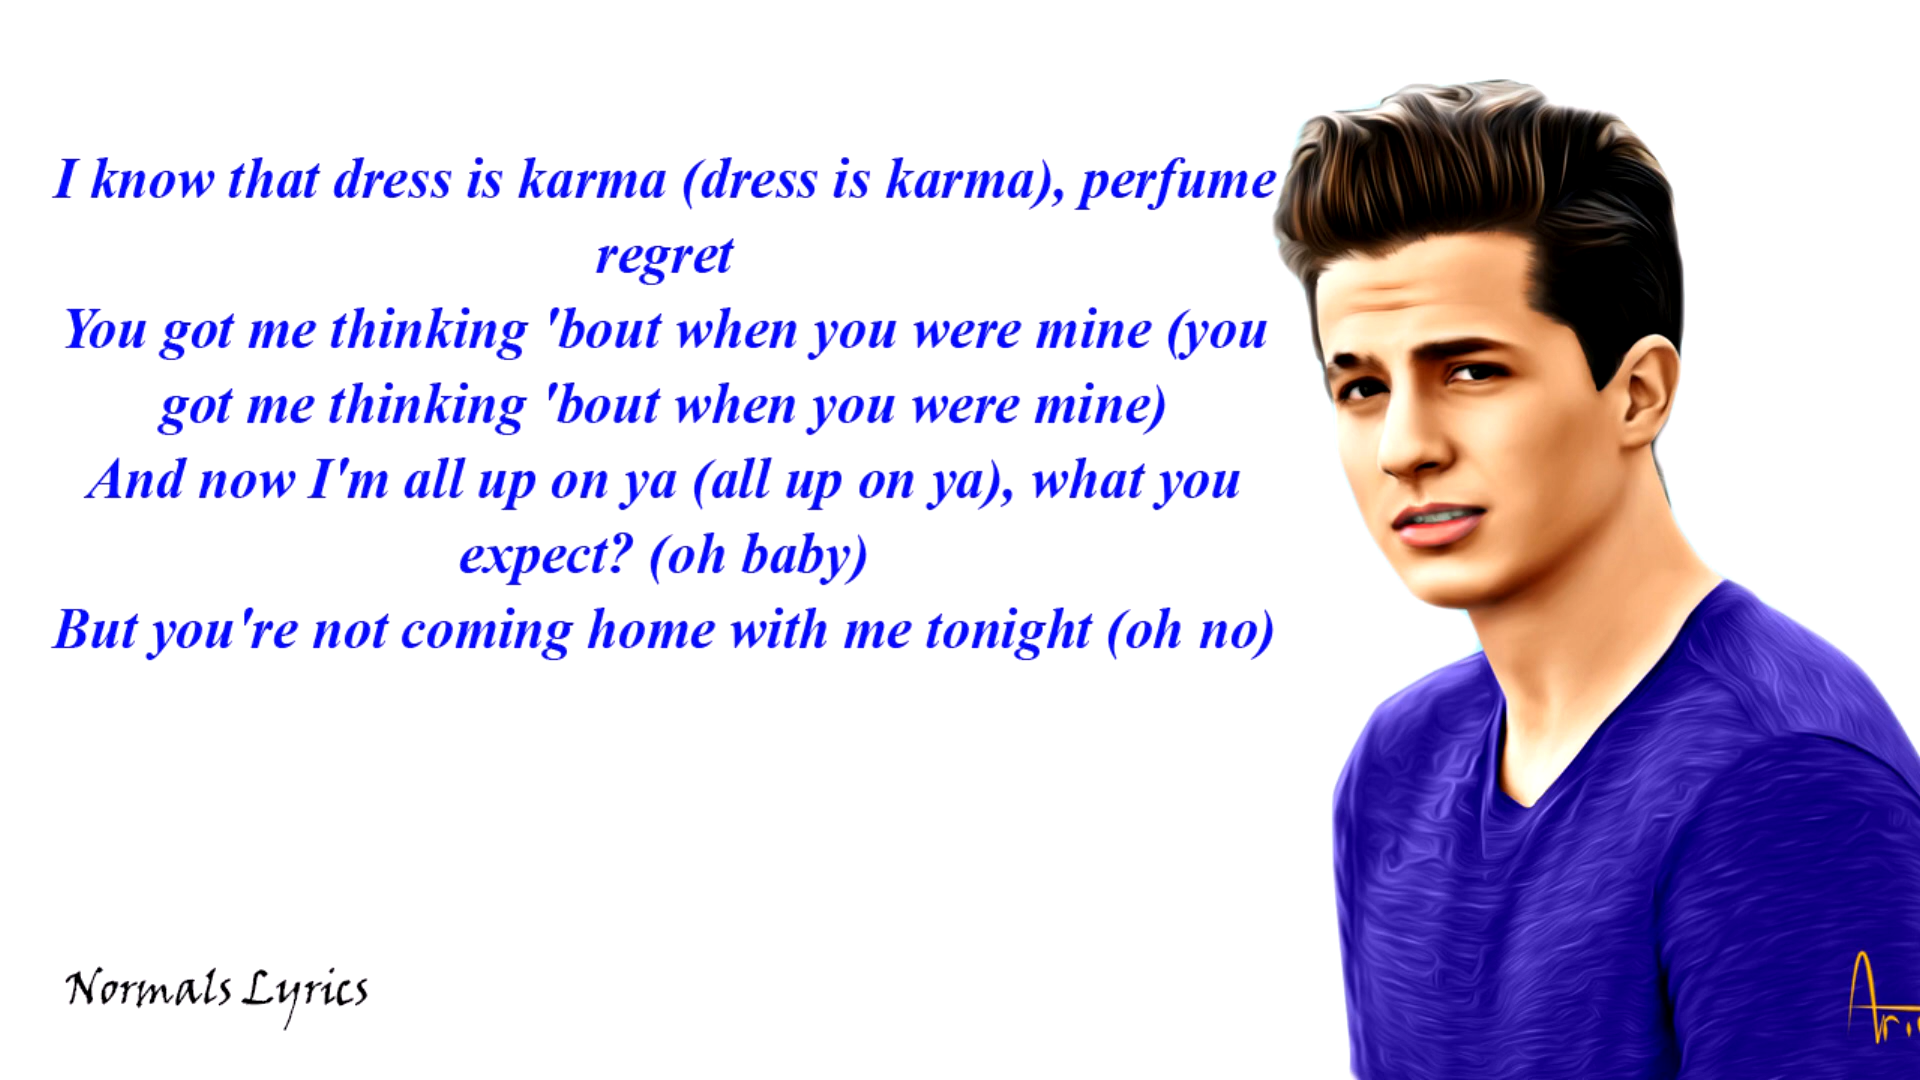 I know that dress is karma (dress is karma), perfume
regret
You got me thinking 'bout when you were mine (you
got me thinking 'bout when you were mine)
And now I'm all up on ya (all up on ya), what you
expect? (oh baby)
But you're not coming home with me tonight (oh no)
Normals Lyrics